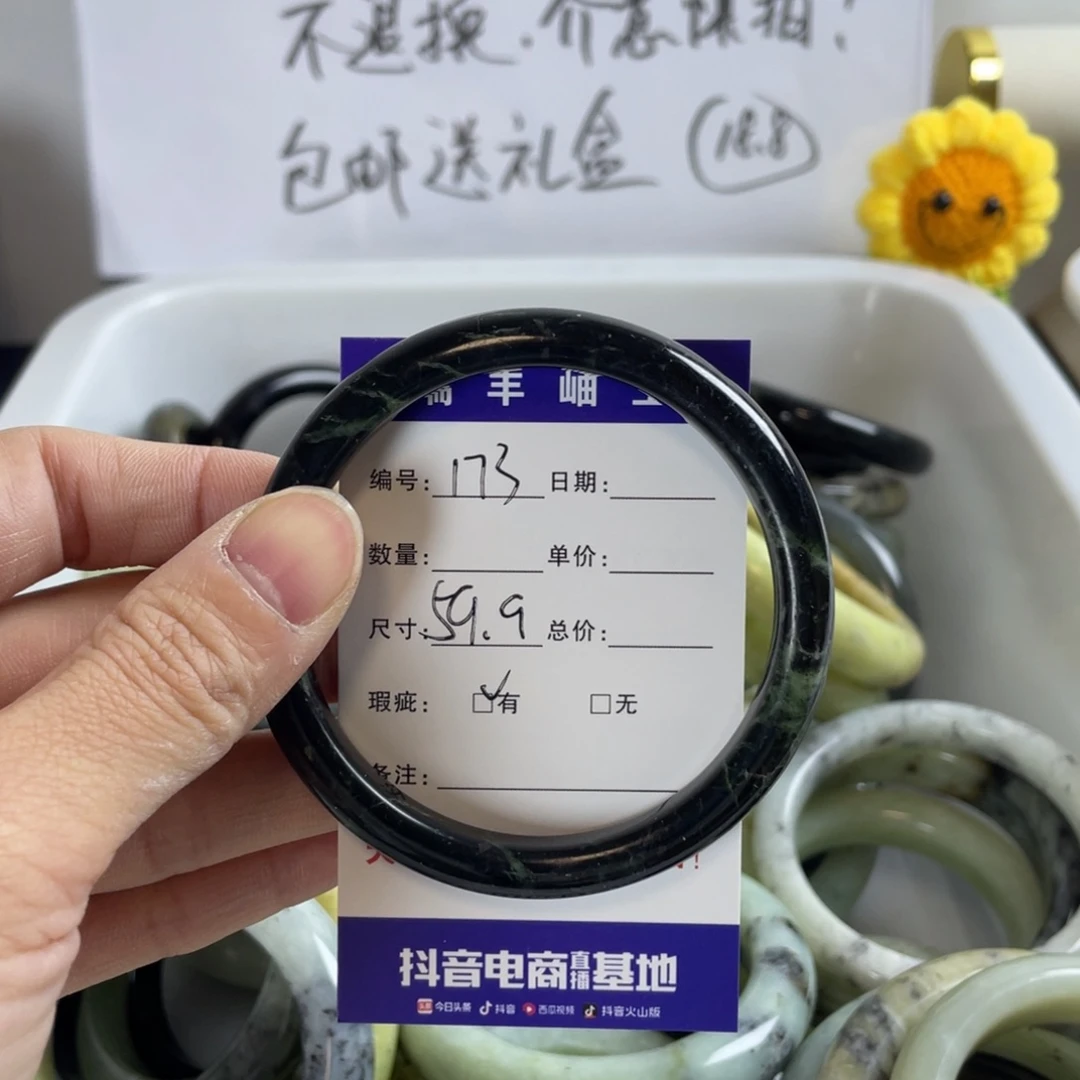 不退换.介意慎拍!
包邮送礼盒 (18.8)
岫
编号: 173 日期:
数量: 单价:
尺寸: 59.9 总价:
瑕疵: ☑有 □无
备注:
抖音电商直播基地
今日头条 抖音 西瓜视频 抖音火山版